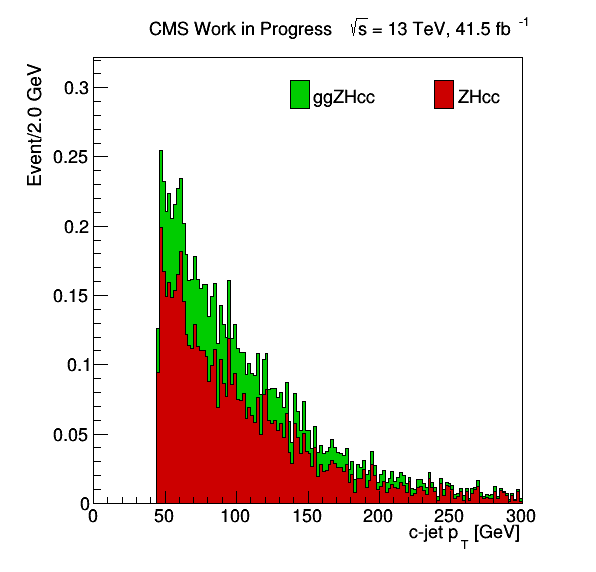 CMS Work in Progress √s = 13 TeV, 41.5 fb⁻¹
Event/2.0 GeV
ggZHcc ZHcc
0.3
0.25
0.2
0.15
0.1
0.05
0
0 50 100 150 200 250 300
c-jet p_T [GeV]